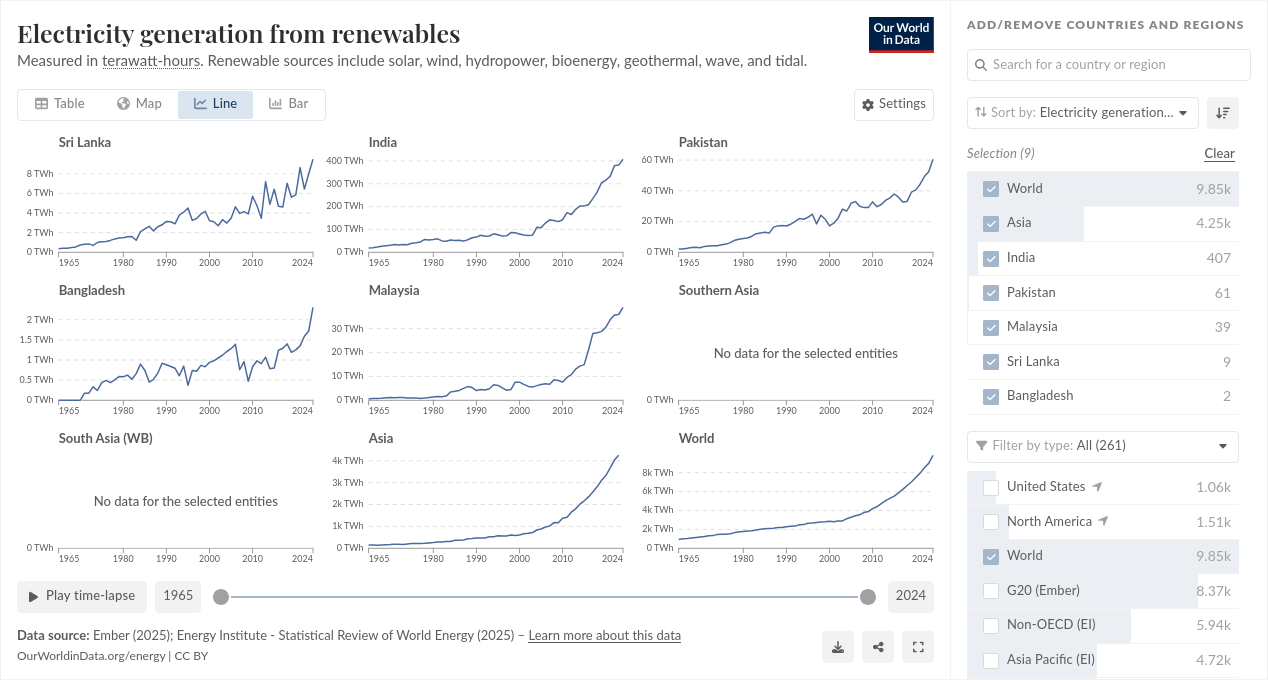 Electricity generation from renewables
Measured in terawatt-hours. Renewable sources include solar, wind, hydropower, bioenergy, geothermal, wave, and tidal.
Our World
in Data
Table
Map
Line
Bar
Settings
Sri Lanka
8 TWh
6 TWh
4 TWh
2 TWh
0 TWh
1965 1980 1990 2000 2010 2024
India
400 TWh
300 TWh
200 TWh
100 TWh
0 TWh
1965 1980 1990 2000 2010 2024
Pakistan
60 TWh
40 TWh
20 TWh
0 TWh
1965 1980 1990 2000 2010 2024
Bangladesh
2 TWh
1.5 TWh
1 TWh
0.5 TWh
0 TWh
1965 1980 1990 2000 2010 2024
Malaysia
30 TWh
20 TWh
10 TWh
0 TWh
1965 1980 1990 2000 2010 2024
Southern Asia
No data for the selected entities
0 TWh
1965 1980 1990 2000 2010 2024
South Asia (WB)
No data for the selected entities
0 TWh
1965 1980 1990 2000 2010 2024
Asia
4k TWh
3k TWh
2k TWh
1k TWh
0 TWh
1965 1980 1990 2000 2010 2024
World
8k TWh
6k TWh
4k TWh
2k TWh
0 TWh
1965 1980 1990 2000 2010 2024
Play time-lapse
1965
2024
Data source: Ember (2025); Energy Institute - Statistical Review of World Energy (2025) – Learn more about this data
OurWorldinData.org/energy | CC BY
ADD/REMOVE COUNTRIES AND REGIONS
Search for a country or region
Sort by: Electricity generation...
Selection (9)
Clear
World 9.85k
Asia 4.25k
India 407
Pakistan 61
Malaysia 39
Sri Lanka 9
Bangladesh 2
Filter by type: All (261)
United States 1.06k
North America 1.51k
World 9.85k
G20 (Ember) 8.37k
Non-OECD (EI) 5.94k
Asia Pacific (EI) 4.72k